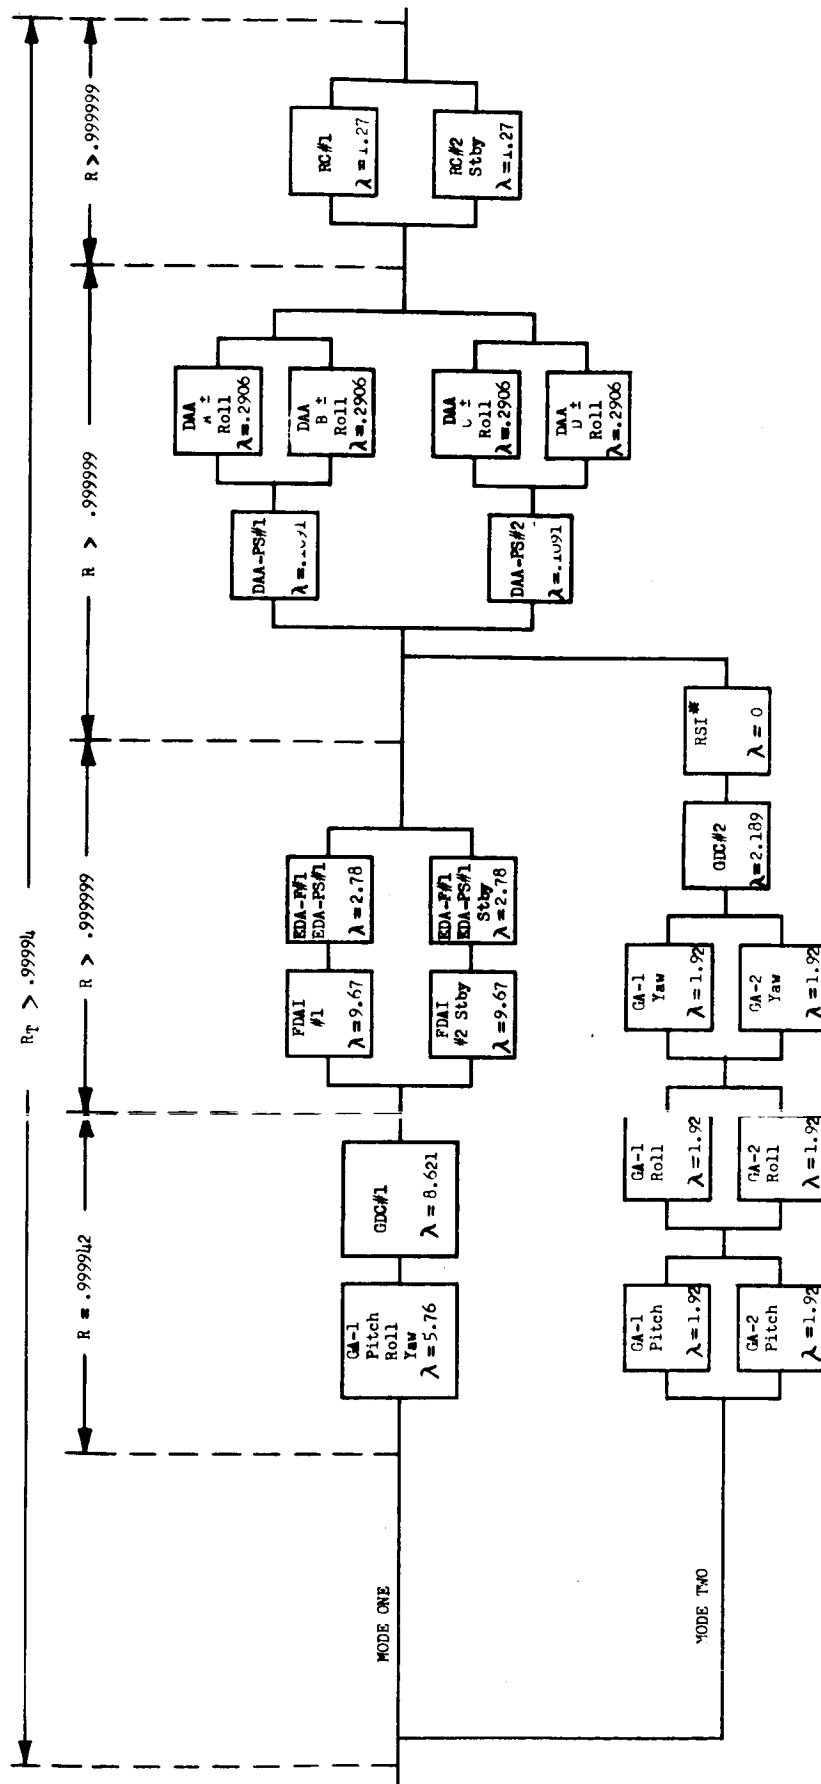 R_T > .99994
R = .999942
R > .999999
R > .999999
R > .999999
MODE ONE
GA-1
Pitch
Roll
Yaw
λ = 5.76
GDC#1
λ = 8.621
FDAI
#1
λ = 9.67
EDA-P#1
EDA-PS#1
λ = 2.78
FDAI
#2 Stby
λ = 9.67
EDA-P#1
EDA-PS#1
Stby
λ = 2.78
DAA-PS#1
DAA
±
Roll
λ = .2906
DAA
B ±
Roll
λ = .2906
DAA-PS#2
λ = .1091
DAA
±
Roll
λ = .2906
DAA
D ±
Roll
λ = .2906
RC#1
λ = 1.27
RC#2
Stby
λ = 1.27
MODE TWO
GA-1
Pitch
λ = 1.92
GA-2
Pitch
λ = 1.92
GA-1
Roll
λ = 1.92
GA-2
Roll
λ = 1.92
GA-1
Yaw
λ = 1.92
GA-2
Yaw
λ = 1.92
GDC#2
λ = 2.189
RSI*
λ = 0